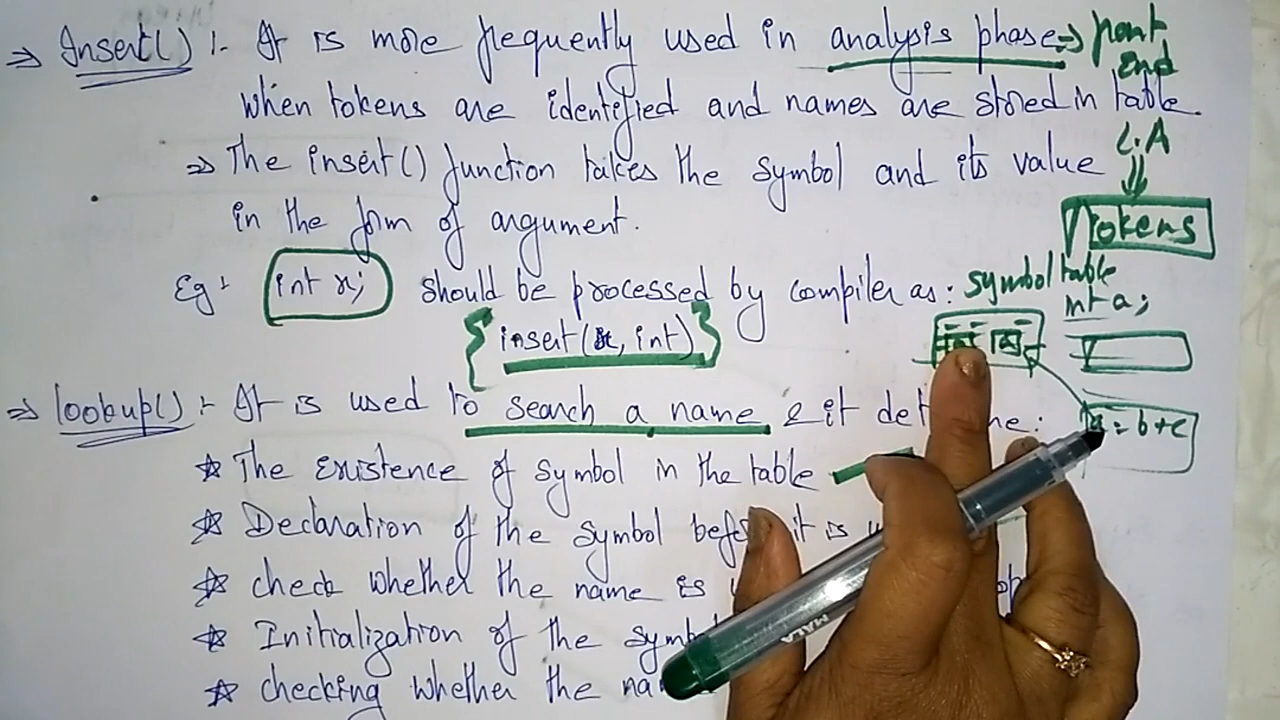 ⇒ Insert() :- It is more frequently used in analysis phase ⇒ front
End
when tokens are identified and names are stored in table.
L.A
⇒ The insert() function takes the symbol and its value
in the form of argument.
Tokens
Eg:- int x; should be processed by compiler as: symbol table
int a;
insert(x, int)
⇒ lookup() :- It is used to search a name & it
a = b+c
☆ The Existence of symbol in the table
☆ Declaration of the symbol it is
☆ check whether the name is
☆ Initialization of the
☆ checking whether the
MALA